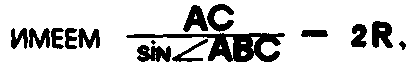 ИМЕЕМ AC / sin∠ABC — 2R,